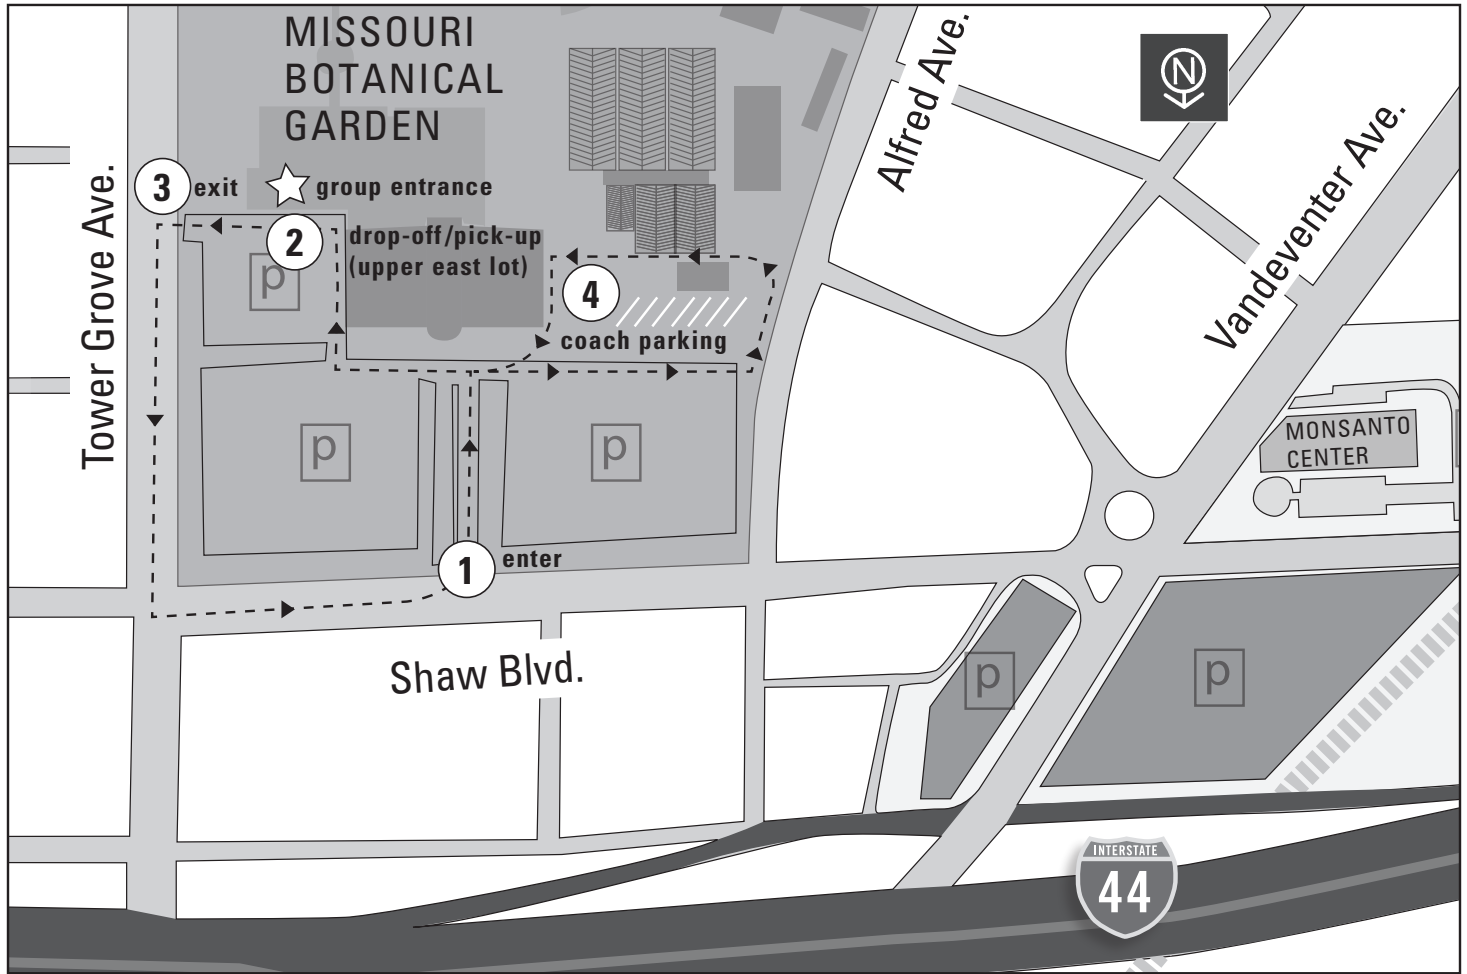 MISSOURI
BOTANICAL
GARDEN
Alfred Ave.
N
Vandeventer Ave.
Tower Grove Ave.
3 exit
group entrance
2
drop-off/pick-up
(upper east lot)
p
4
coach parking
p
p
MONSANTO
CENTER
1 enter
Shaw Blvd.
p
p
INTERSTATE
44